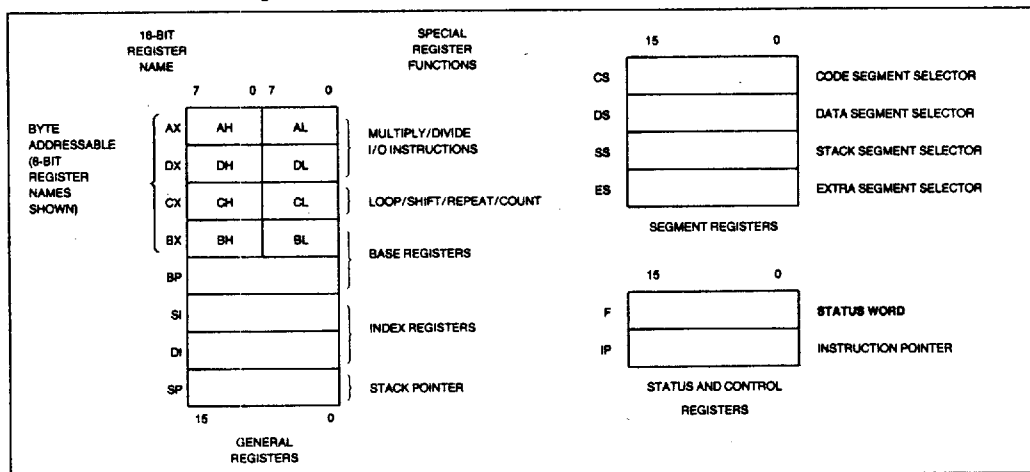 16-BIT
REGISTER
NAME
SPECIAL
REGISTER
FUNCTIONS
7 0 7 0
BYTE
ADDRESSABLE
(8-BIT
REGISTER
NAMES
SHOWN)
AX AH AL
DX DH DL
MULTIPLY/DIVIDE
I/O INSTRUCTIONS
CX CH CL LOOP/SHIFT/REPEAT/COUNT
BX BH BL
BP
BASE REGISTERS
SI
DI
INDEX REGISTERS
SP STACK POINTER
15 0
GENERAL
REGISTERS
15 0
CS CODE SEGMENT SELECTOR
DS DATA SEGMENT SELECTOR
SS STACK SEGMENT SELECTOR
ES EXTRA SEGMENT SELECTOR
SEGMENT REGISTERS
15 0
F STATUS WORD
IP INSTRUCTION POINTER
STATUS AND CONTROL
REGISTERS